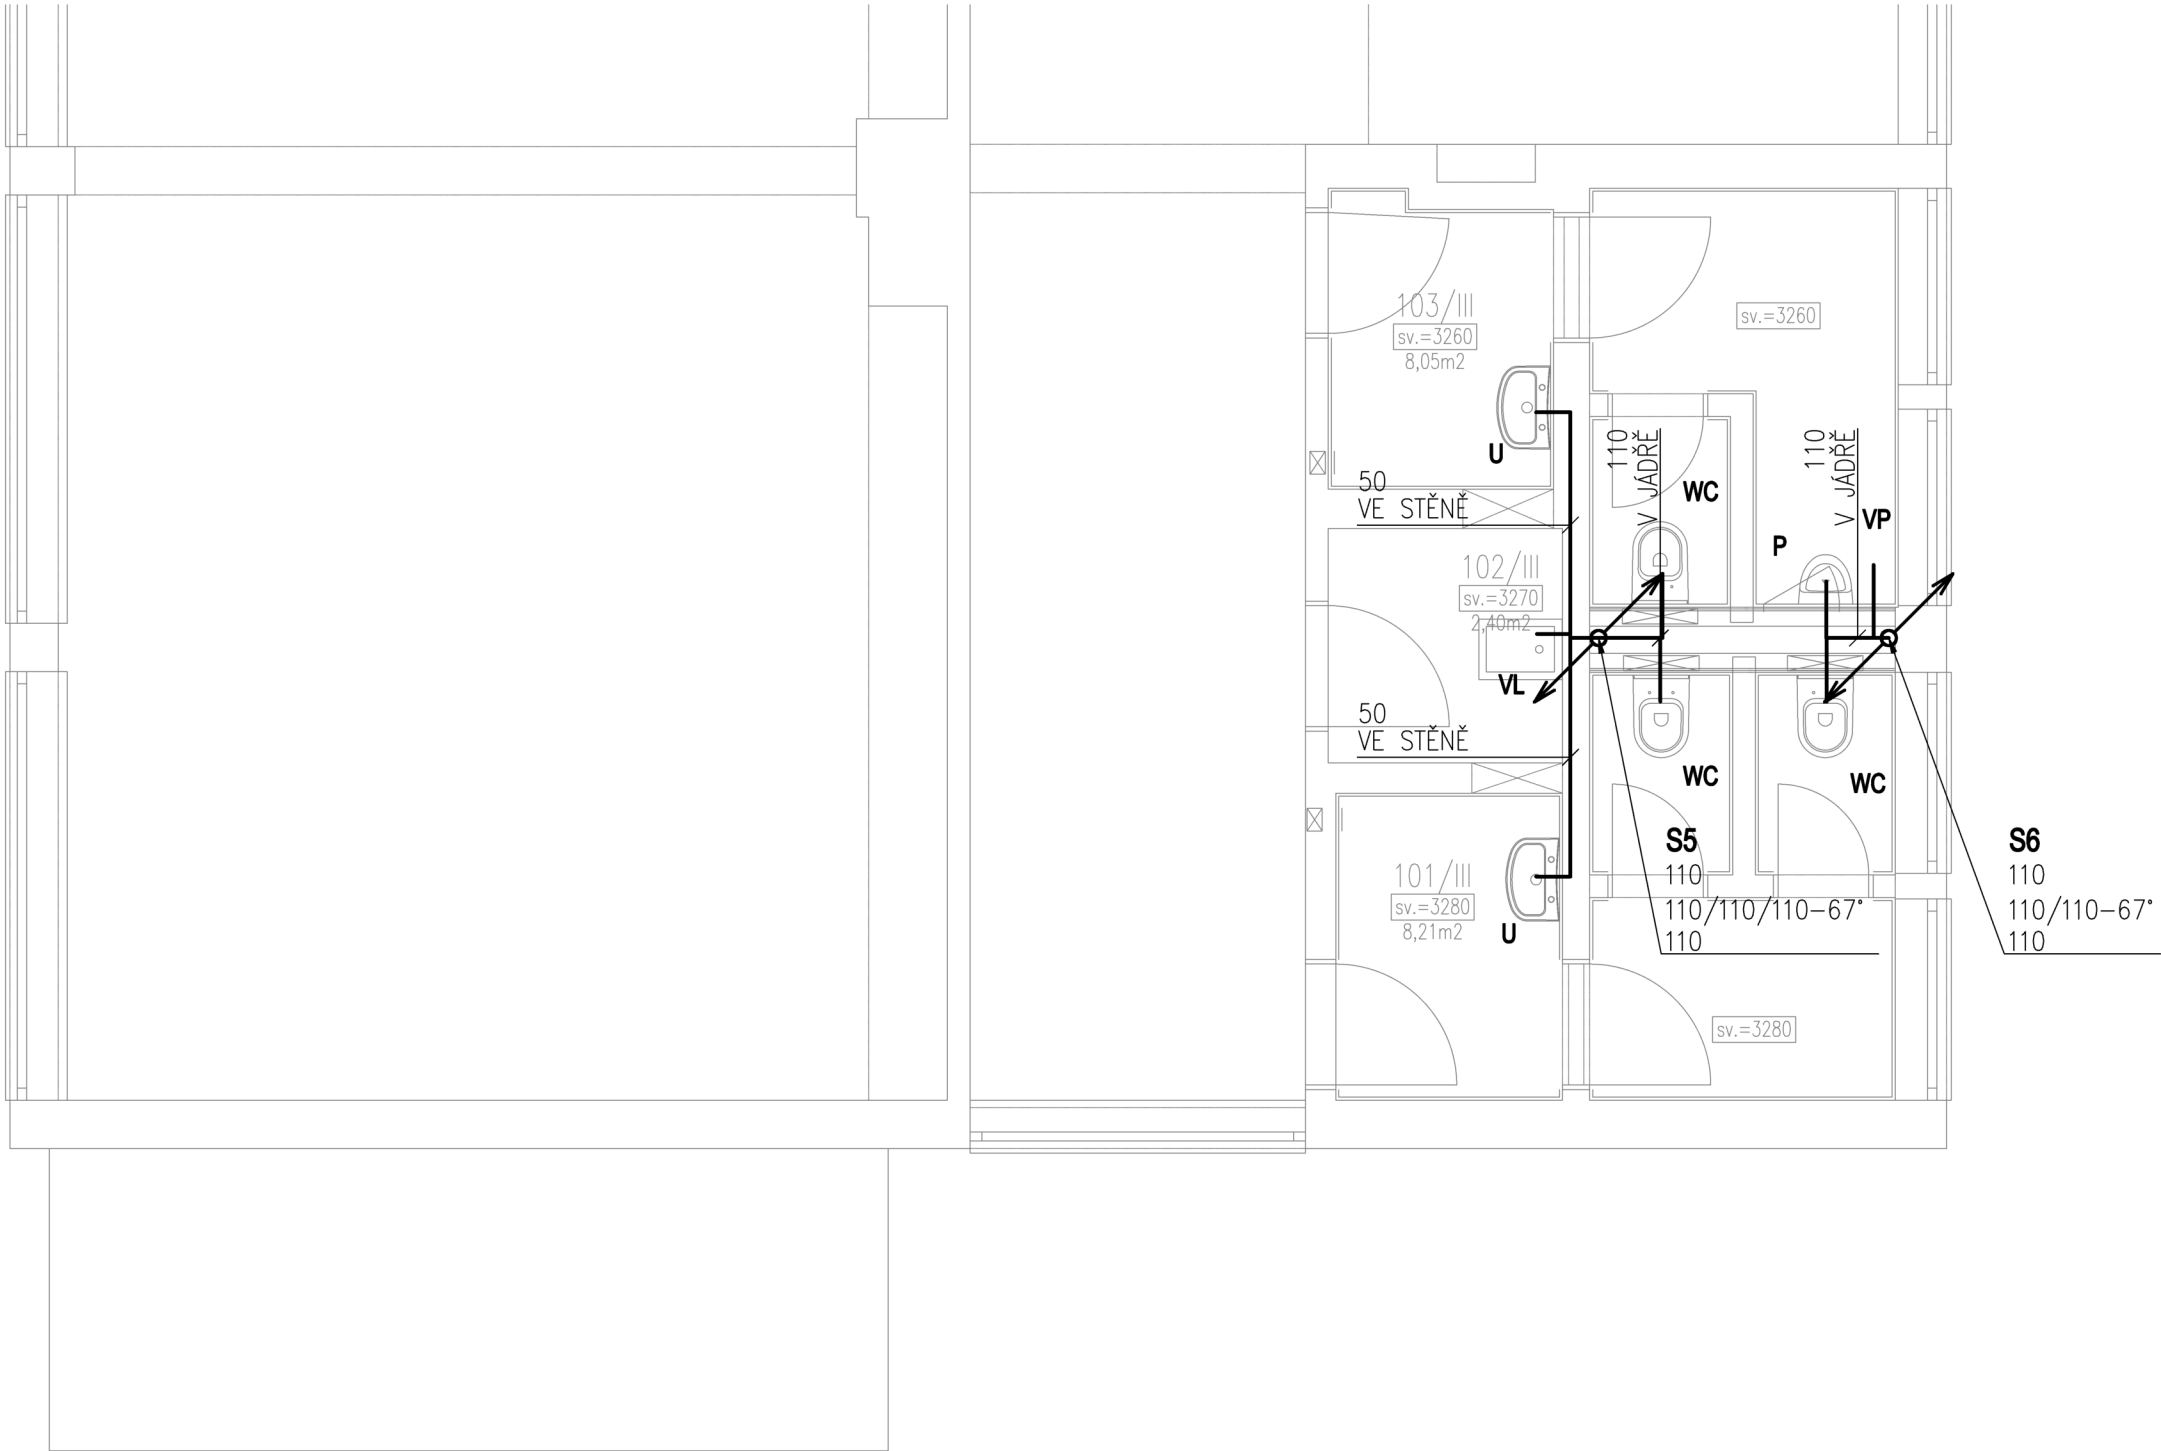 103/III
sv.=3260
8,05m2
U
sv.=3260
110
V JÁDŘĚ
WC
110
V JÁDŘĚ
VP
P
50
VE STĚNĚ
102/III
sv.=3270
2,40m2
VL
50
VE STĚNĚ
WC
WC
101/III
sv.=3280
8,21m2
U
S5
110
110/110/110-67°
110
S6
110
110/110-67°
110
sv.=3280